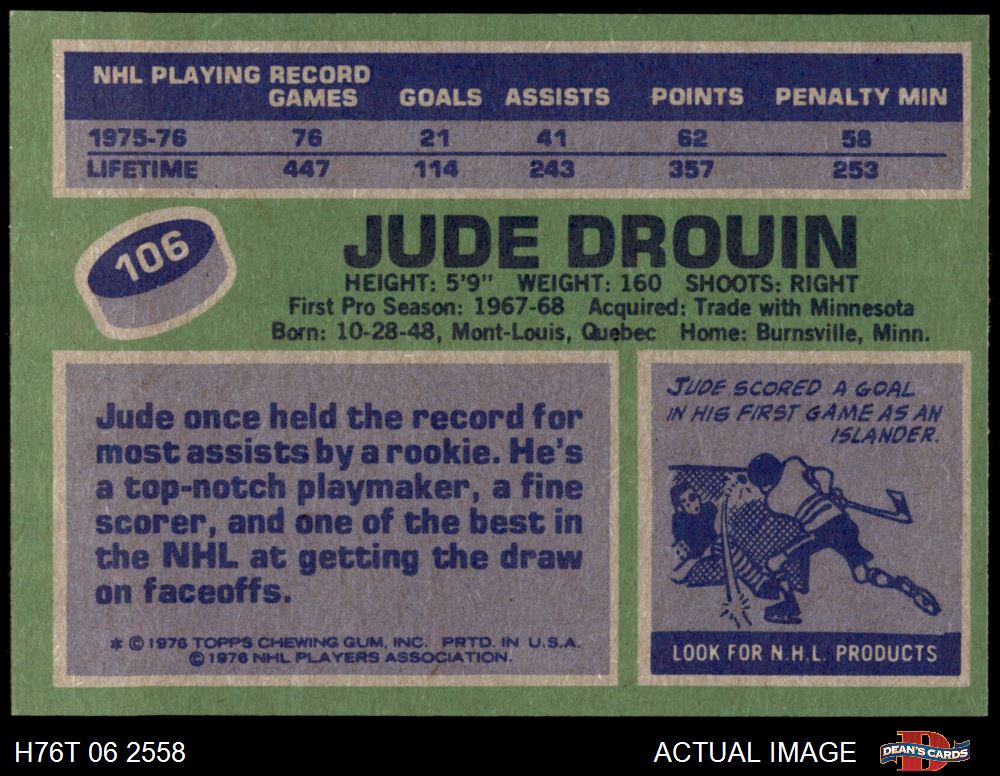 NHL PLAYING RECORD
GAMES GOALS ASSISTS POINTS PENALTY MIN
1975-76 76 21 41 62 58
LIFETIME 447 114 243 357 253
106
JUDE DROUIN
HEIGHT: 5'9" WEIGHT: 160 SHOOTS: RIGHT
First Pro Season: 1967-68 Acquired: Trade with Minnesota
Born: 10-28-48, Mont-Louis, Quebec Home: Burnsville, Minn.
Jude once held the record for
most assists by a rookie. He's
a top-notch playmaker, a fine
scorer, and one of the best in
the NHL at getting the draw
on faceoffs.
* © 1976 TOPPS CHEWING GUM, INC. PRTD. IN U.S.A.
© 1976 NHL PLAYERS ASSOCIATION.
JUDE SCORED A GOAL
IN HIS FIRST GAME AS AN
ISLANDER.
LOOK FOR N.H.L. PRODUCTS
H76T 06 2558
ACTUAL IMAGE
D
DEAN'S CARDS